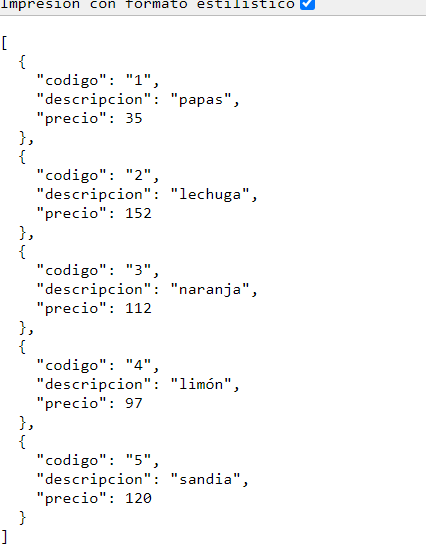 Impresión con formato estilístico
[
  {
    "codigo": "1",
    "descripcion": "papas",
    "precio": 35
  },
  {
    "codigo": "2",
    "descripcion": "lechuga",
    "precio": 152
  },
  {
    "codigo": "3",
    "descripcion": "naranja",
    "precio": 112
  },
  {
    "codigo": "4",
    "descripcion": "limón",
    "precio": 97
  },
  {
    "codigo": "5",
    "descripcion": "sandia",
    "precio": 120
  }
]